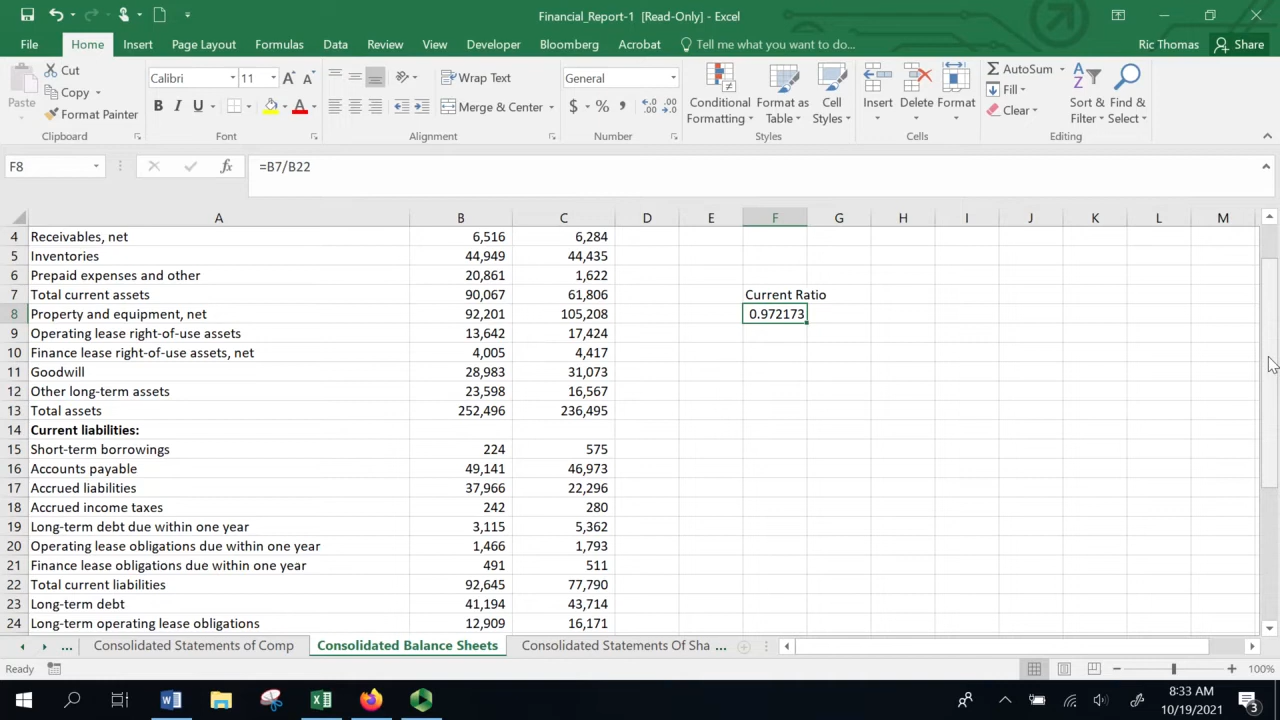 Financial_Report-1 [Read-Only] - Excel
File Home Insert Page Layout Formulas Data Review View Developer Bloomberg Acrobat Tell me what you want to do... Ric Thomas Share
Paste
Cut
Copy
Format Painter
Calibri 11
B I U
Wrap Text
Merge & Center
General
$ % ,
Conditional Formatting
Format as Table
Cell Styles
Insert
Delete
Format
AutoSum
Fill
Clear
Sort & Filter
Find & Select
Clipboard Font Alignment Number Styles Cells Editing
F8 fx =B7/B22
A B C D E F G H I J K L M
4 Receivables, net 6,516 6,284
5 Inventories 44,949 44,435
6 Prepaid expenses and other 20,861 1,622
7 Total current assets 90,067 61,806 Current Ratio
8 Property and equipment, net 92,201 105,208 0.972173
9 Operating lease right-of-use assets 13,642 17,424
10 Finance lease right-of-use assets, net 4,005 4,417
11 Goodwill 28,983 31,073
12 Other long-term assets 23,598 16,567
13 Total assets 252,496 236,495
14 Current liabilities:
15 Short-term borrowings 224 575
16 Accounts payable 49,141 46,973
17 Accrued liabilities 37,966 22,296
18 Accrued income taxes 242 280
19 Long-term debt due within one year 3,115 5,362
20 Operating lease obligations due within one year 1,466 1,793
21 Finance lease obligations due within one year 491 511
22 Total current liabilities 92,645 77,790
23 Long-term debt 41,194 43,714
24 Long-term operating lease obligations 12,909 16,171
... Consolidated Statements of Comp Consolidated Balance Sheets Consolidated Statements Of Sha ...
Ready 100%
8:33 AM
10/19/2021
3